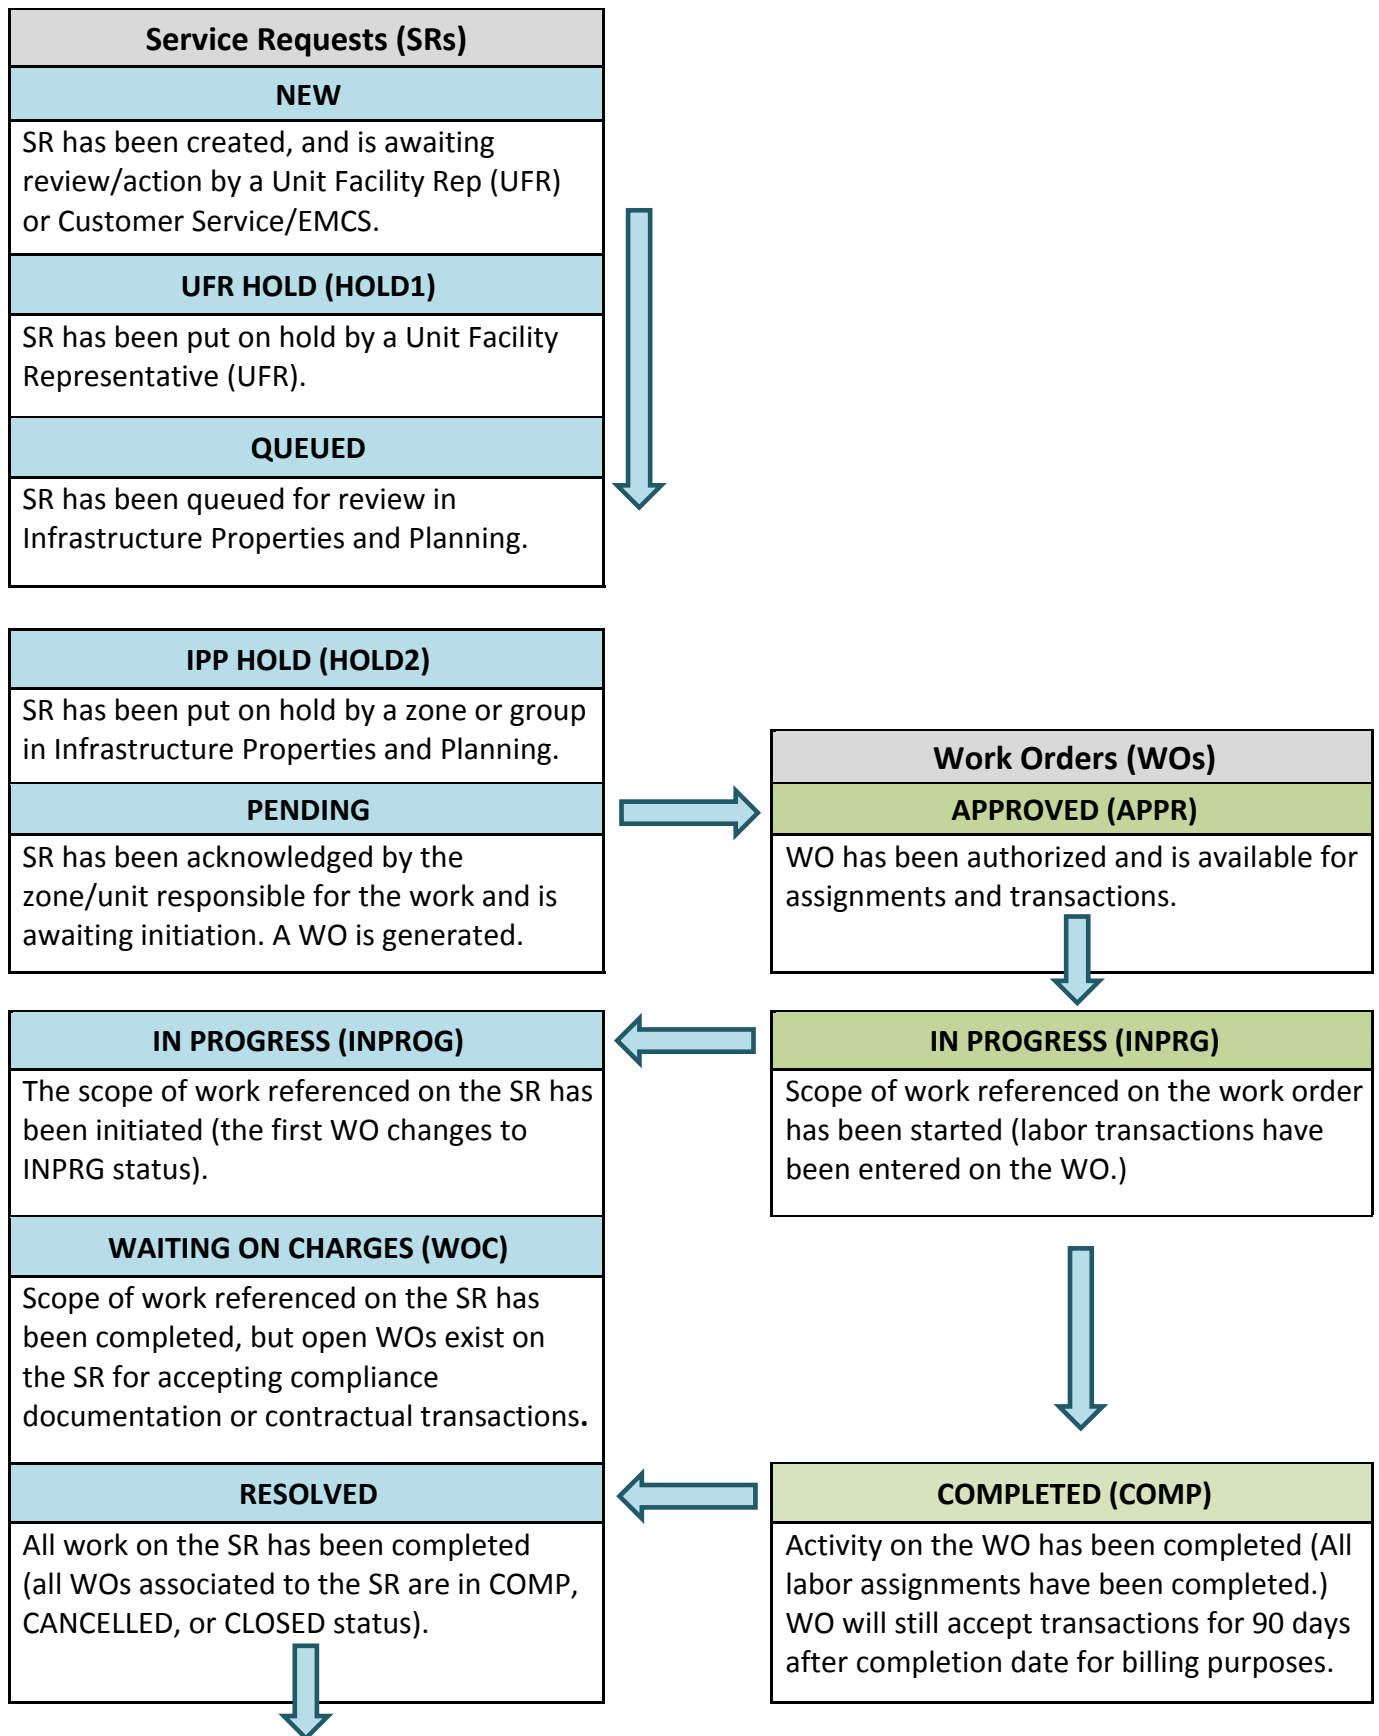 Service Requests (SRs)
NEW
SR has been created, and is awaiting
review/action by a Unit Facility Rep (UFR)
or Customer Service/EMCS.
UFR HOLD (HOLD1)
SR has been put on hold by a Unit Facility
Representative (UFR).
QUEUED
SR has been queued for review in
Infrastructure Properties and Planning.
IPP HOLD (HOLD2)
SR has been put on hold by a zone or group
in Infrastructure Properties and Planning.
PENDING
SR has been acknowledged by the
zone/unit responsible for the work and is
awaiting initiation. A WO is generated.
Work Orders (WOs)
APPROVED (APPR)
WO has been authorized and is available for
assignments and transactions.
IN PROGRESS (INPROG)
The scope of work referenced on the SR has
been initiated (the first WO changes to
INPRG status).
IN PROGRESS (INPRG)
Scope of work referenced on the work order
has been started (labor transactions have
been entered on the WO.)
WAITING ON CHARGES (WOC)
Scope of work referenced on the SR has
been completed, but open WOs exist on
the SR for accepting compliance
documentation or contractual transactions.
RESOLVED
All work on the SR has been completed
(all WOs associated to the SR are in COMP,
CANCELLED, or CLOSED status).
COMPLETED (COMP)
Activity on the WO has been completed (All
labor assignments have been completed.)
WO will still accept transactions for 90 days
after completion date for billing purposes.